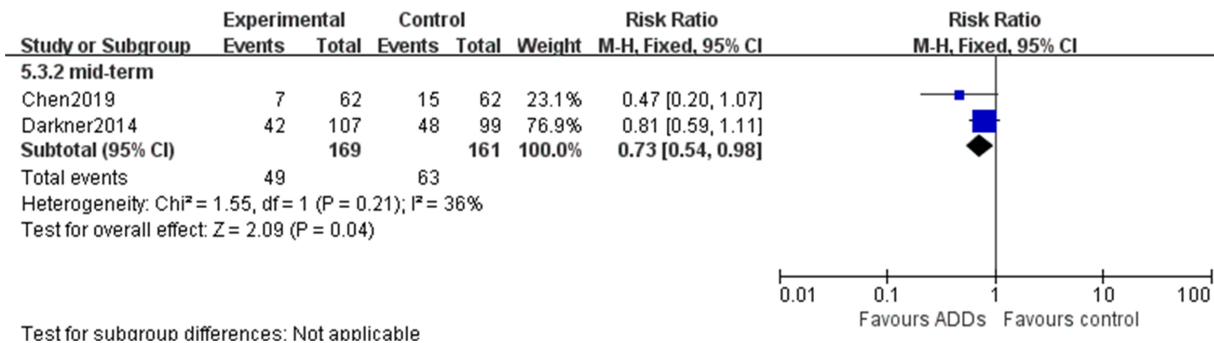 Experimental Control Risk Ratio Risk Ratio
Study or Subgroup Events Total Events Total Weight M-H, Fixed, 95% CI M-H, Fixed, 95% CI
5.3.2 mid-term
Chen2019 7 62 15 62 23.1% 0.47 [0.20, 1.07]
Darkner2014 42 107 48 99 76.9% 0.81 [0.59, 1.11]
Subtotal (95% CI) 169 161 100.0% 0.73 [0.54, 0.98]
Total events 49 63
Heterogeneity: Chi² = 1.55, df = 1 (P = 0.21); I² = 36%
Test for overall effect: Z = 2.09 (P = 0.04)
0.01 0.1 1 10 100
Favours ADDs Favours control
Test for subgroup differences: Not applicable